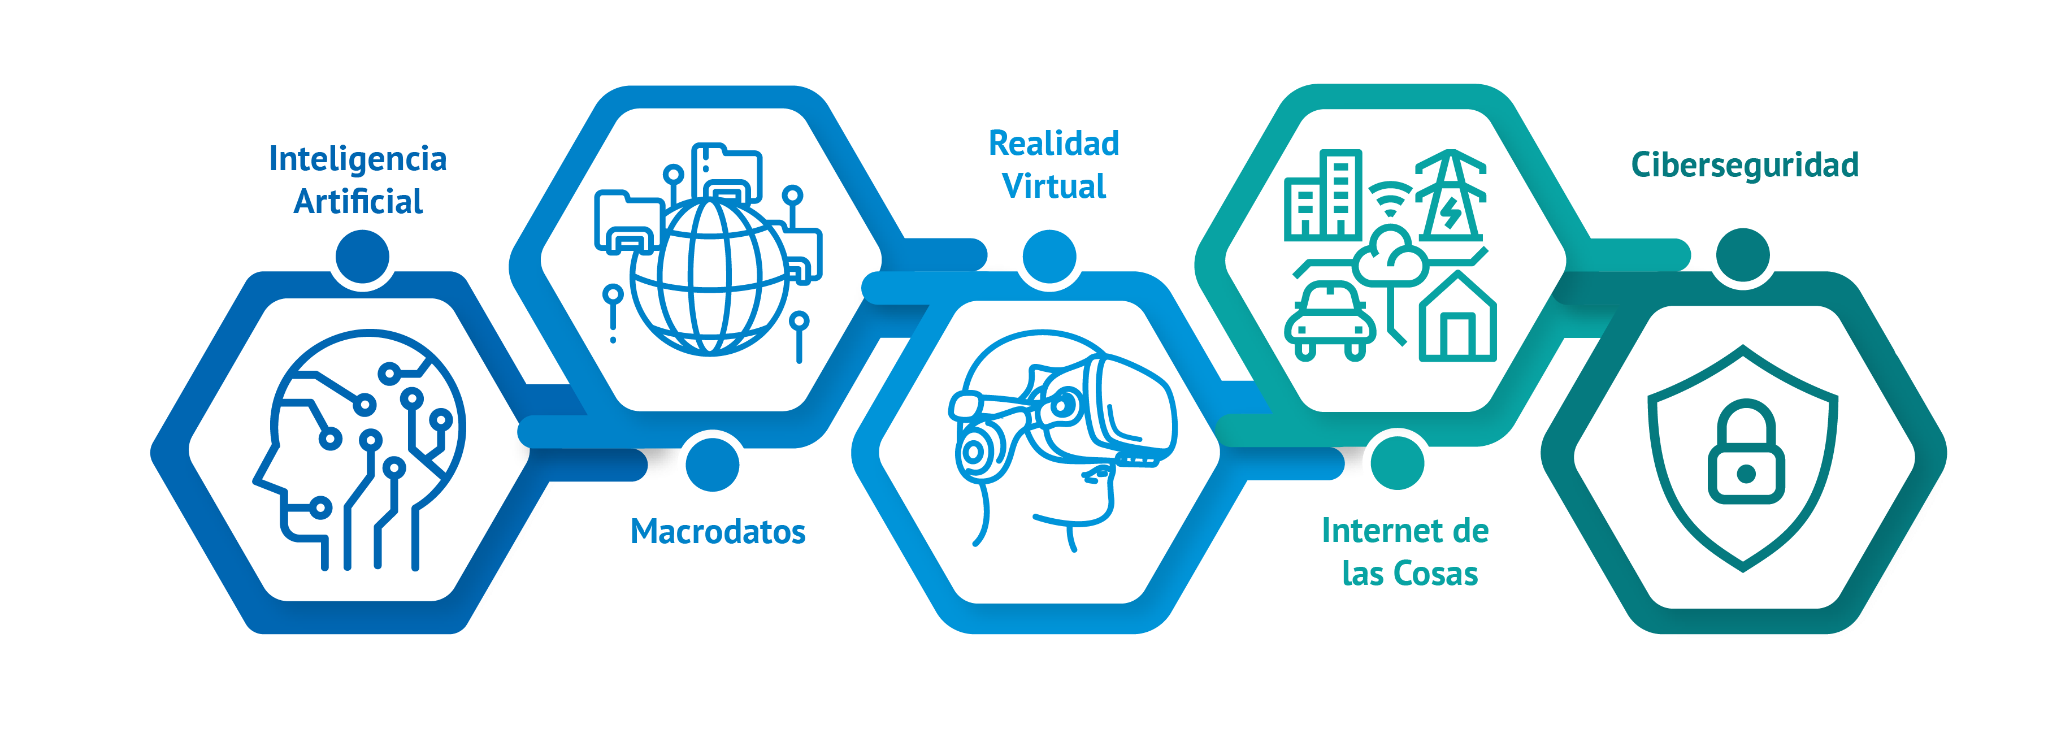 Inteligencia
Artificial
Macrodatos
Realidad
Virtual
Internet de
las Cosas
Ciberseguridad